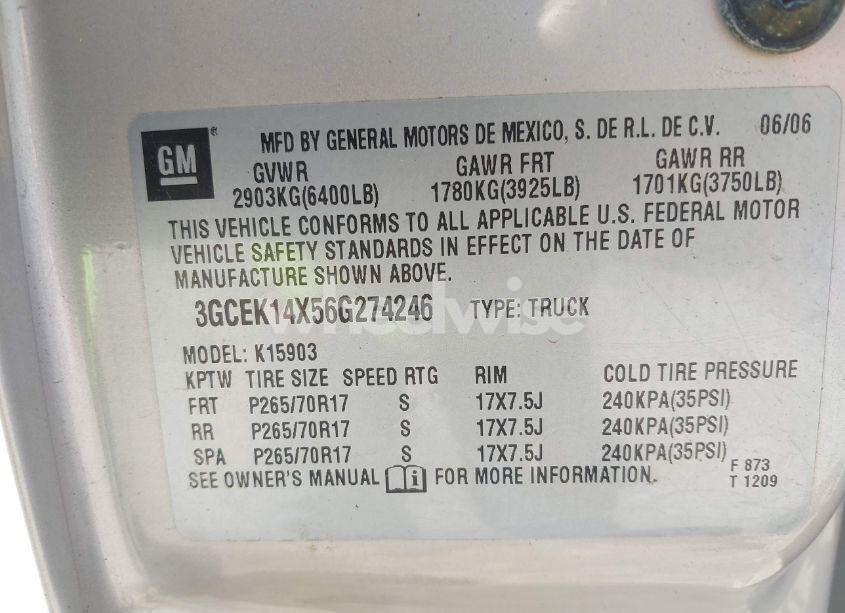 GM
MFD BY GENERAL MOTORS DE MEXICO, S. DE R.L. DE C.V. 06/06
GVWR GAWR FRT GAWR RR
2903KG(6400LB) 1780KG(3925LB) 1701KG(3750LB)
THIS VEHICLE CONFORMS TO ALL APPLICABLE U.S. FEDERAL MOTOR
VEHICLE SAFETY STANDARDS IN EFFECT ON THE DATE OF
MANUFACTURE SHOWN ABOVE.
3GCEK14X56G274246 TYPE: TRUCK
wheelwise
MODEL: K15903
KPTW TIRE SIZE SPEED RTG RIM COLD TIRE PRESSURE
FRT P265/70R17 S 17X7.5J 240KPA(35PSI)
RR P265/70R17 S 17X7.5J 240KPA(35PSI)
SPA P265/70R17 S 17X7.5J 240KPA(35PSI)
SEE OWNER'S MANUAL FOR MORE INFORMATION.
F 873
T 1209